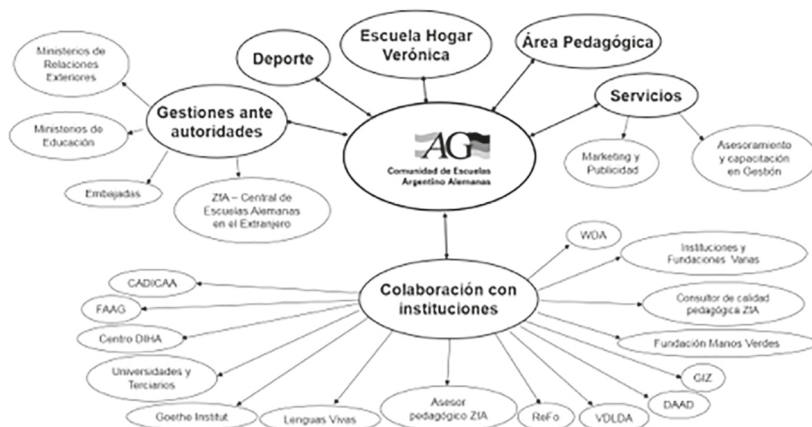 Escuela Hogar
Verónica
Deporte
Área Pedagógica
Ministerios de
Relaciones
Exteriores
Gestiones ante
autoridades
Ministerios de
Educación
Embajadas
ZfA – Central de
Escuelas Alemanas
en el Extranjero
AG
Comunidad de Escuelas
Argentino Alemanas
Servicios
Marketing y
Publicidad
Asesoramiento
y capacitación
en Gestión
Colaboración con
instituciones
WDA
Instituciones y
Fundaciones Varias
Consultor de calidad
pedagógica ZfA
Fundación Manos Verdes
GIZ
DAAD
VDLDA
ReFo
Asesor
pedagógico ZfA
Lenguas Vivas
Goethe Institut
Universidades y
Terciarios
Centro DIHA
FAAG
CADICAA